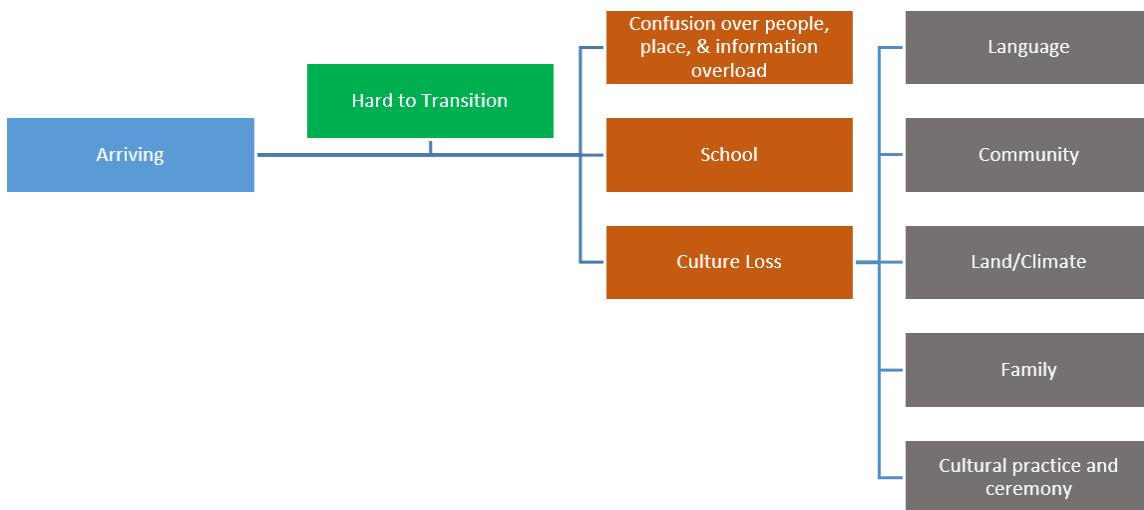 Arriving
Hard to Transition
Confusion over people,
place, & information
overload
School
Culture Loss
Language
Community
Land/Climate
Family
Cultural practice and
ceremony